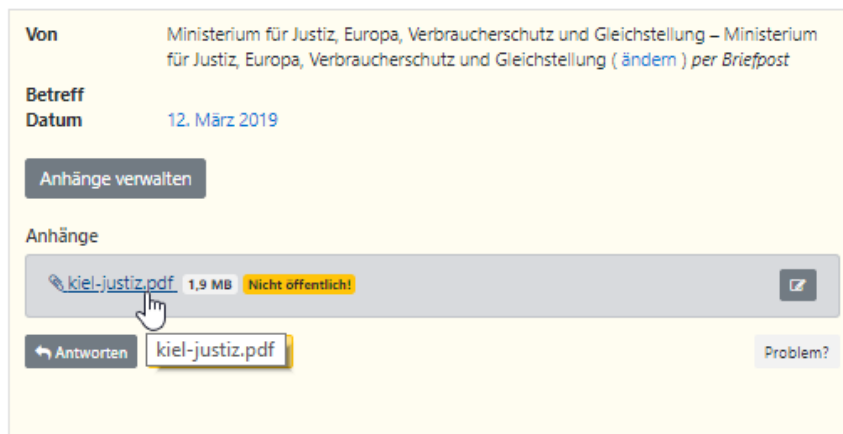 Von Ministerium für Justiz, Europa, Verbraucherschutz und Gleichstellung – Ministerium
für Justiz, Europa, Verbraucherschutz und Gleichstellung ( ändern ) per Briefpost
Betreff
Datum 12. März 2019
Anhänge verwalten
Anhänge
kiel-justiz.pdf 1,9 MB Nicht öffentlich!
Antworten kiel-justiz.pdf Problem?